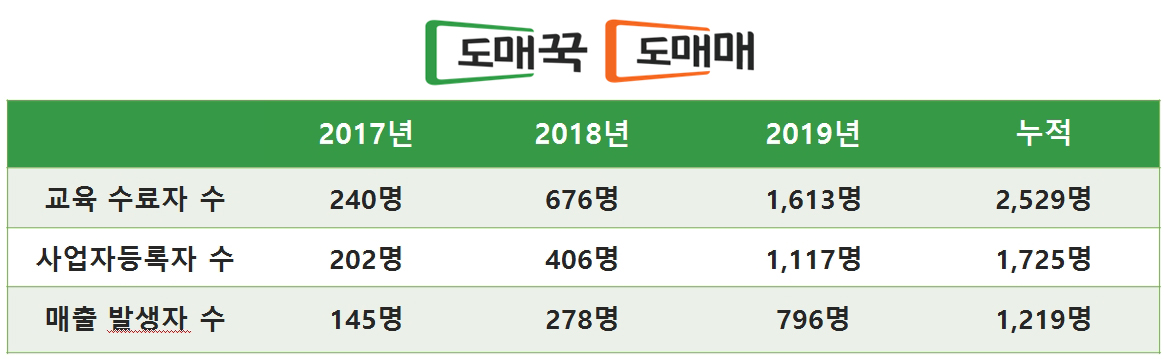 도매꾹 도매매
2017년 2018년 2019년 누적
교육 수료자 수 240명 676명 1,613명 2,529명
사업자등록자 수 202명 406명 1,117명 1,725명
매출 발생자 수 145명 278명 796명 1,219명